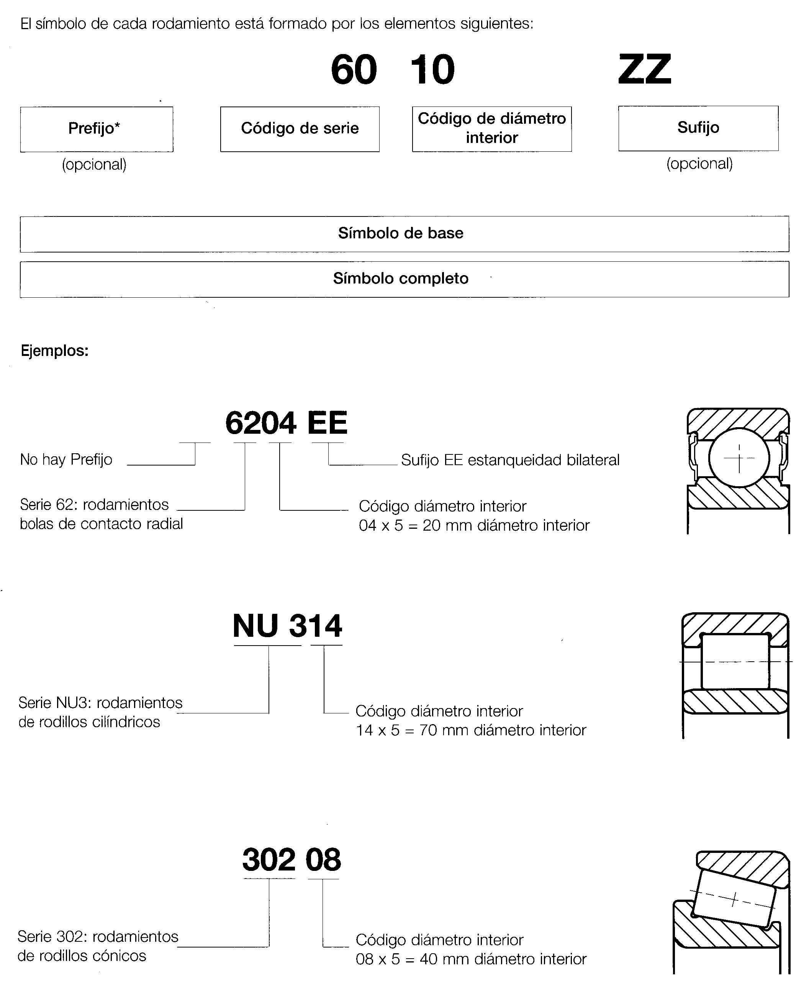 El símbolo de cada rodamiento está formado por los elementos siguientes:
60 10 ZZ
Prefijo*
(opcional)
Código de serie
Código de diámetro
interior
Sufijo
(opcional)
Símbolo de base
Símbolo completo
Ejemplos:
6204 EE
No hay Prefijo
Sufijo EE estanqueidad bilateral
Serie 62: rodamientos
bolas de contacto radial
Código diámetro interior
04 x 5 = 20 mm diámetro interior
NU 314
Serie NU3: rodamientos
de rodillos cilíndricos
Código diámetro interior
14 x 5 = 70 mm diámetro interior
302 08
Serie 302: rodamientos
de rodillos cónicos
Código diámetro interior
08 x 5 = 40 mm diámetro interior